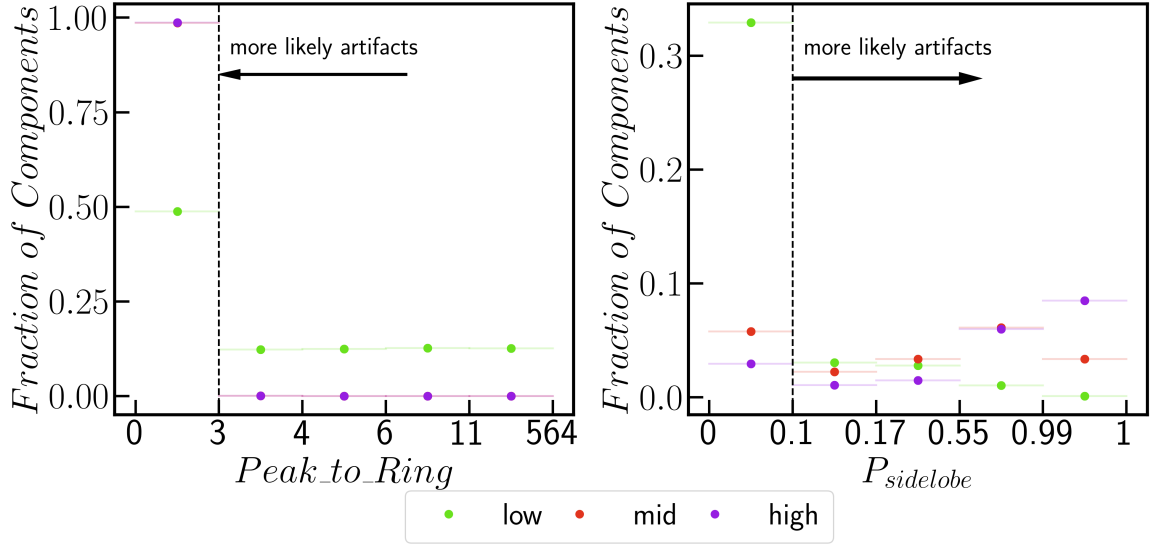 Fraction of Components
1.00
0.75
0.50
0.25
0.00
more likely artifacts
0 3 4 6 11 564
Peak_to_Ring
Fraction of Components
0.3
0.2
0.1
0.0
more likely artifacts
0 0.1 0.17 0.55 0.99 1
P_sidelobe
low mid high